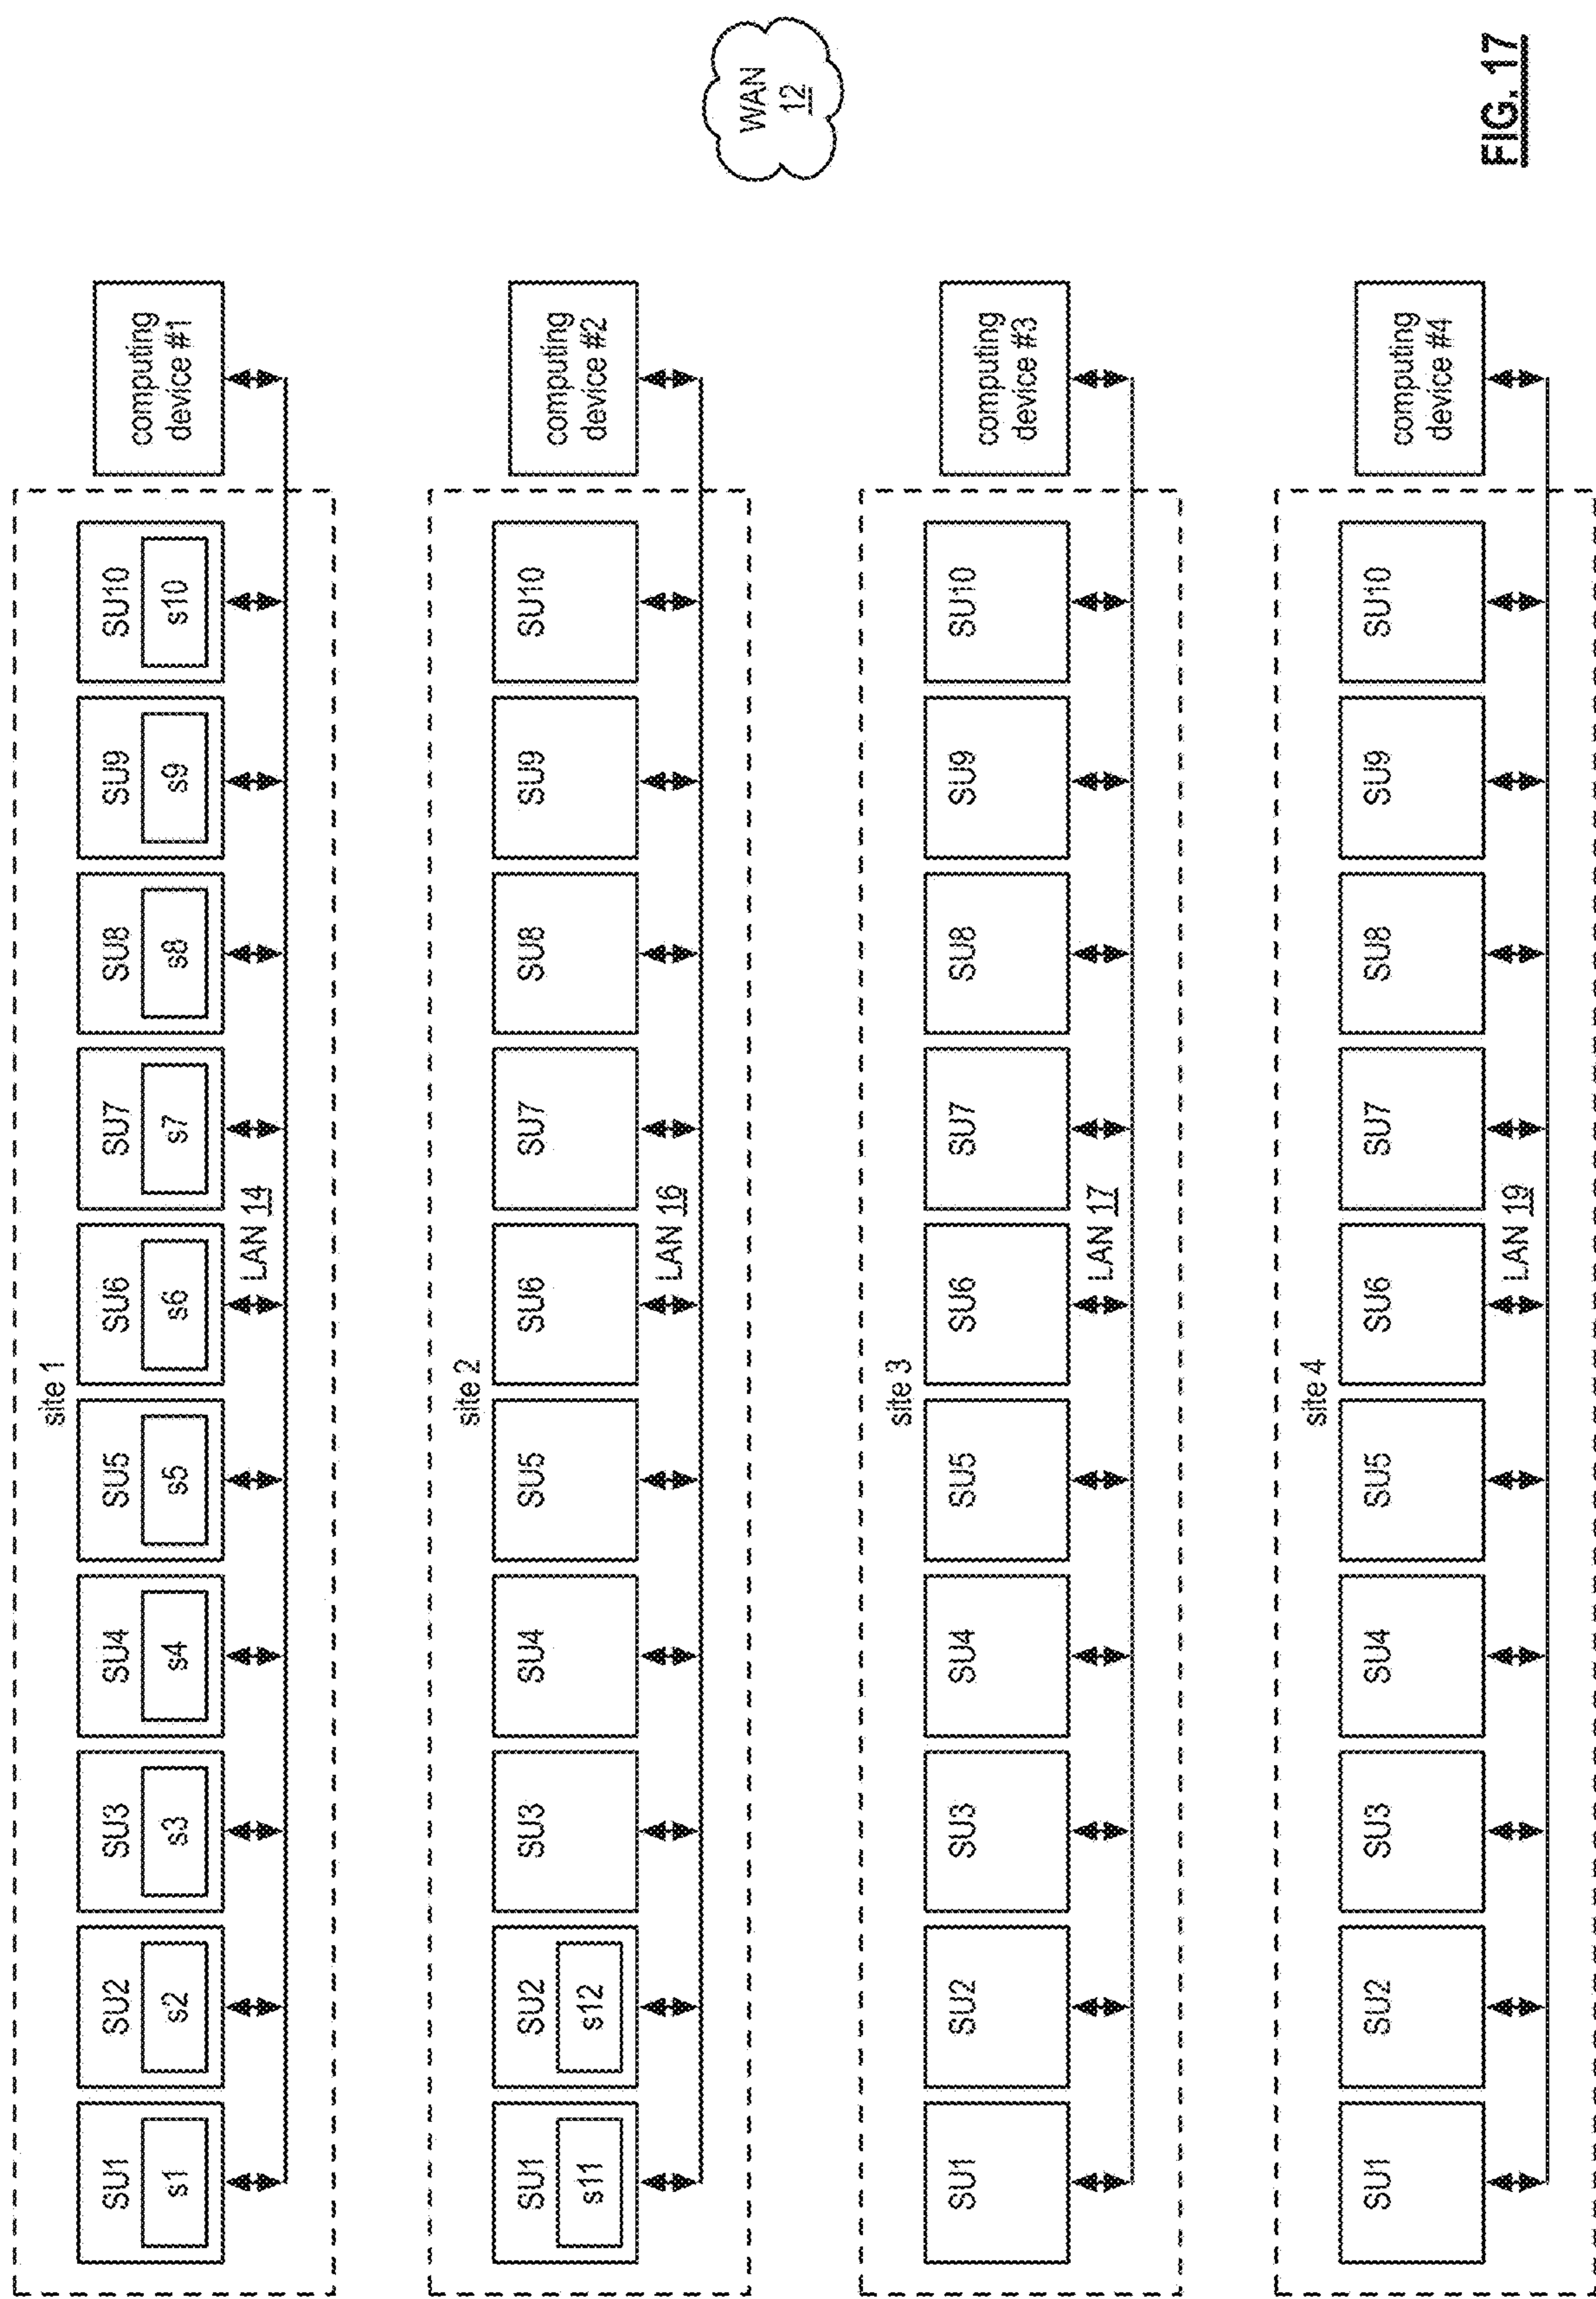 site 1
SU1
s1
SU2
s2
SU3
s3
SU4
s4
SU5
s5
SU6
s6
SU7
s7
SU8
s8
SU9
s9
SU10
s10
LAN 14
computing
device #1
site 2
SU1
s11
SU2
s12
SU3
SU4
SU5
SU6
SU7
SU8
SU9
SU10
LAN 16
computing
device #2
WAN
12
site 3
SU1
SU2
SU3
SU4
SU5
SU6
SU7
SU8
SU9
SU10
LAN 17
computing
device #3
site 4
SU1
SU2
SU3
SU4
SU5
SU6
SU7
SU8
SU9
SU10
LAN 19
computing
device #4
FIG. 17